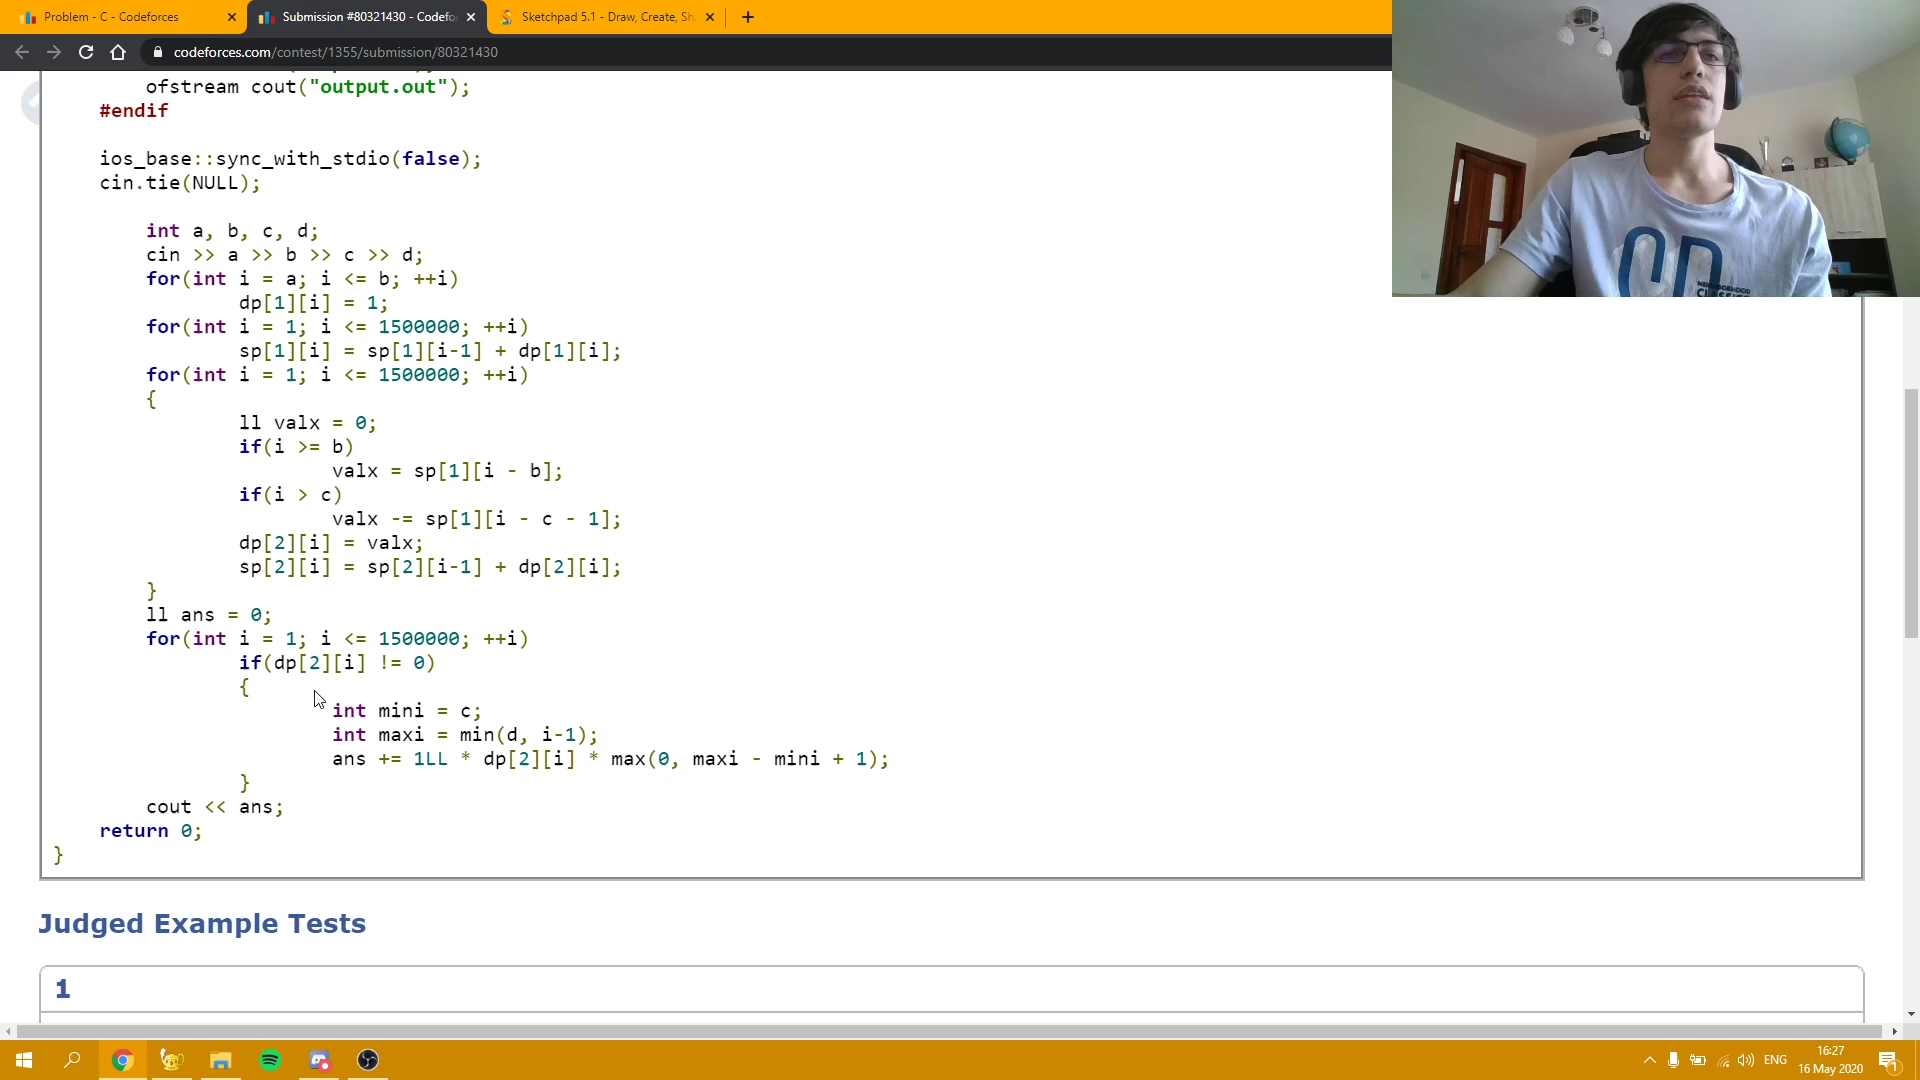 Problem - C - Codeforces
Submission #80321430 - Codefo
Sketchpad 5.1 - Draw, Create, Sh
codeforces.com/contest/1355/submission/80321430
ofstream cout("output.out");
#endif
ios_base::sync_with_stdio(false);
cin.tie(NULL);
int a, b, c, d;
cin >> a >> b >> c >> d;
for(int i = a; i <= b; ++i)
dp[1][i] = 1;
for(int i = 1; i <= 1500000; ++i)
sp[1][i] = sp[1][i-1] + dp[1][i];
for(int i = 1; i <= 1500000; ++i)
{
ll valx = 0;
if(i >= b)
valx = sp[1][i - b];
if(i > c)
valx -= sp[1][i - c - 1];
dp[2][i] = valx;
sp[2][i] = sp[2][i-1] + dp[2][i];
}
ll ans = 0;
for(int i = 1; i <= 1500000; ++i)
if(dp[2][i] != 0)
{
int mini = c;
int maxi = min(d, i-1);
ans += 1LL * dp[2][i] * max(0, maxi - mini + 1);
}
cout << ans;
return 0;
}
Judged Example Tests
1
ENG
16:27
16 May 2020